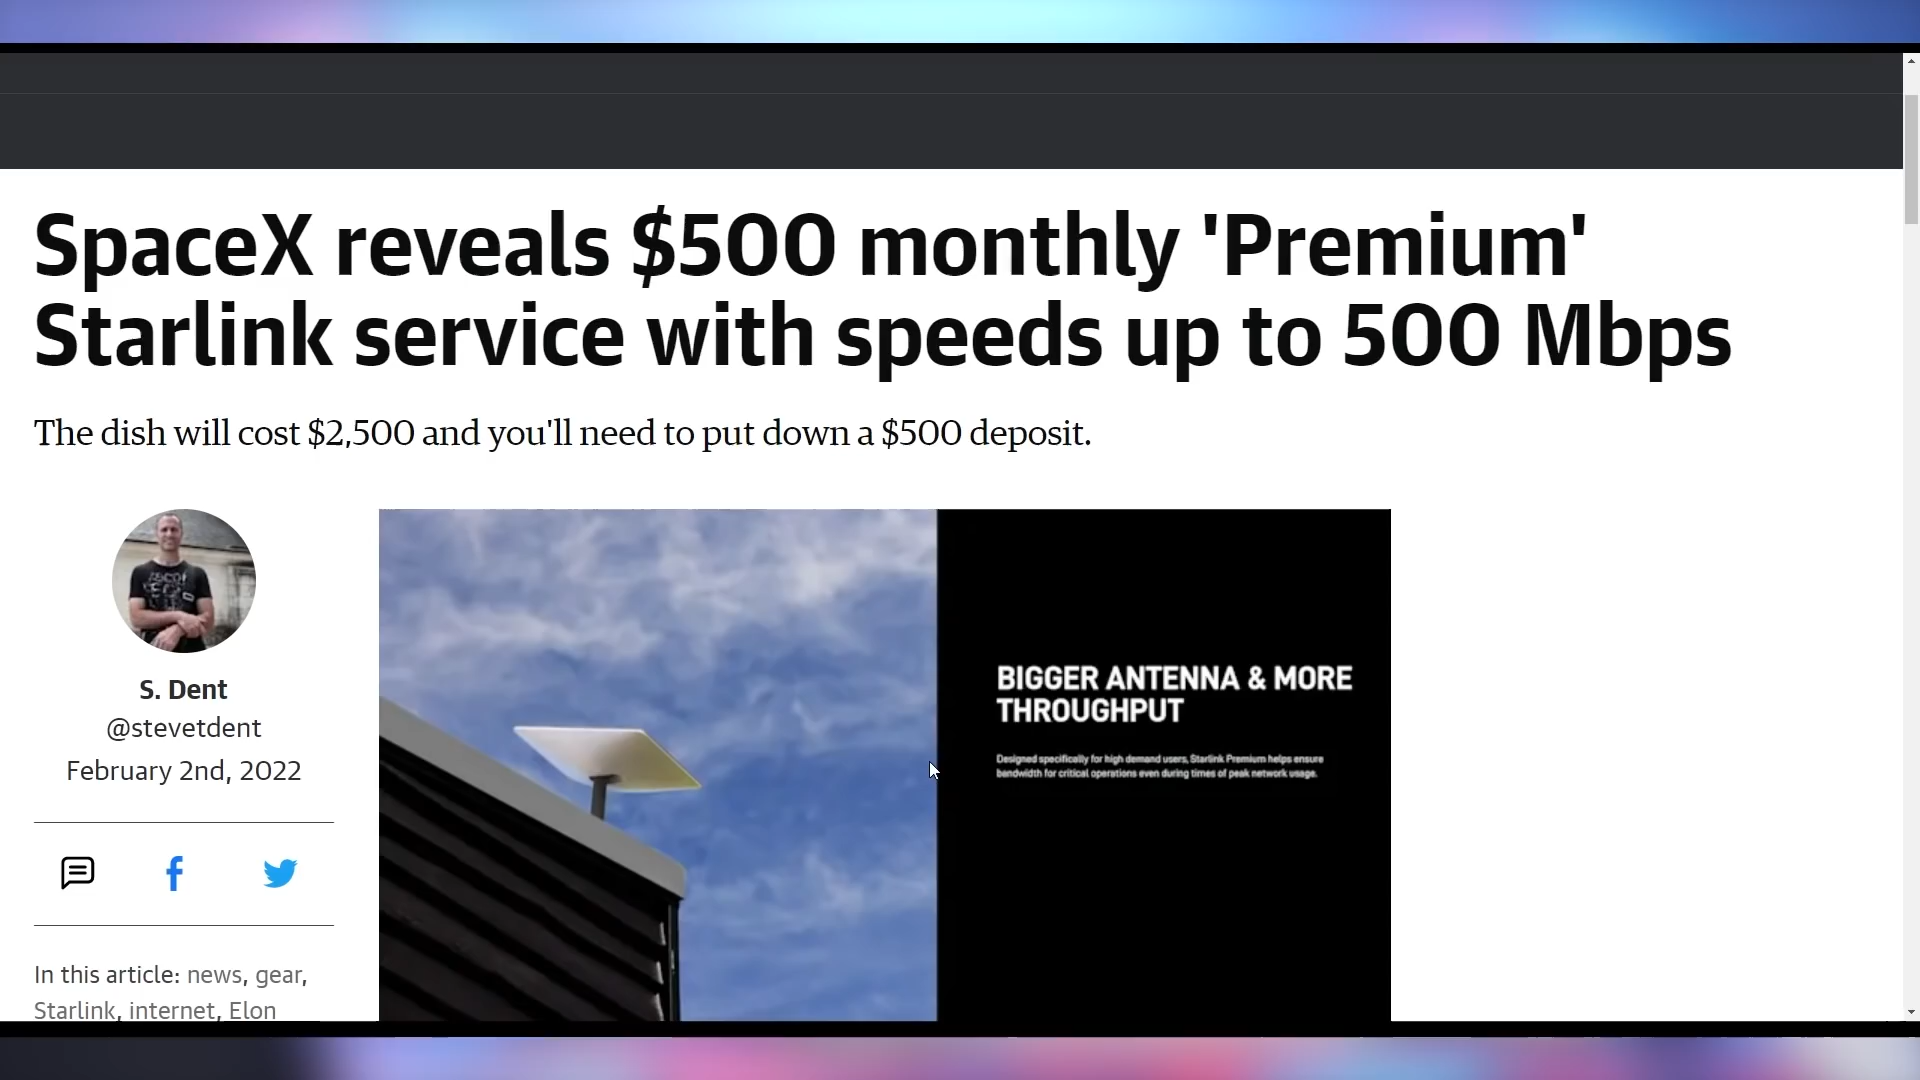 SpaceX reveals $500 monthly 'Premium'
Starlink service with speeds up to 500 Mbps
The dish will cost $2,500 and you'll need to put down a $500 deposit.
S. Dent
@stevetdent
February 2nd, 2022
In this article: news, gear,
Starlink, internet, Elon
BIGGER ANTENNA & MORE
THROUGHPUT
Designed specifically for high demand users, Starlink Premium helps ensure
bandwidth for critical operations even during times of peak network usage.